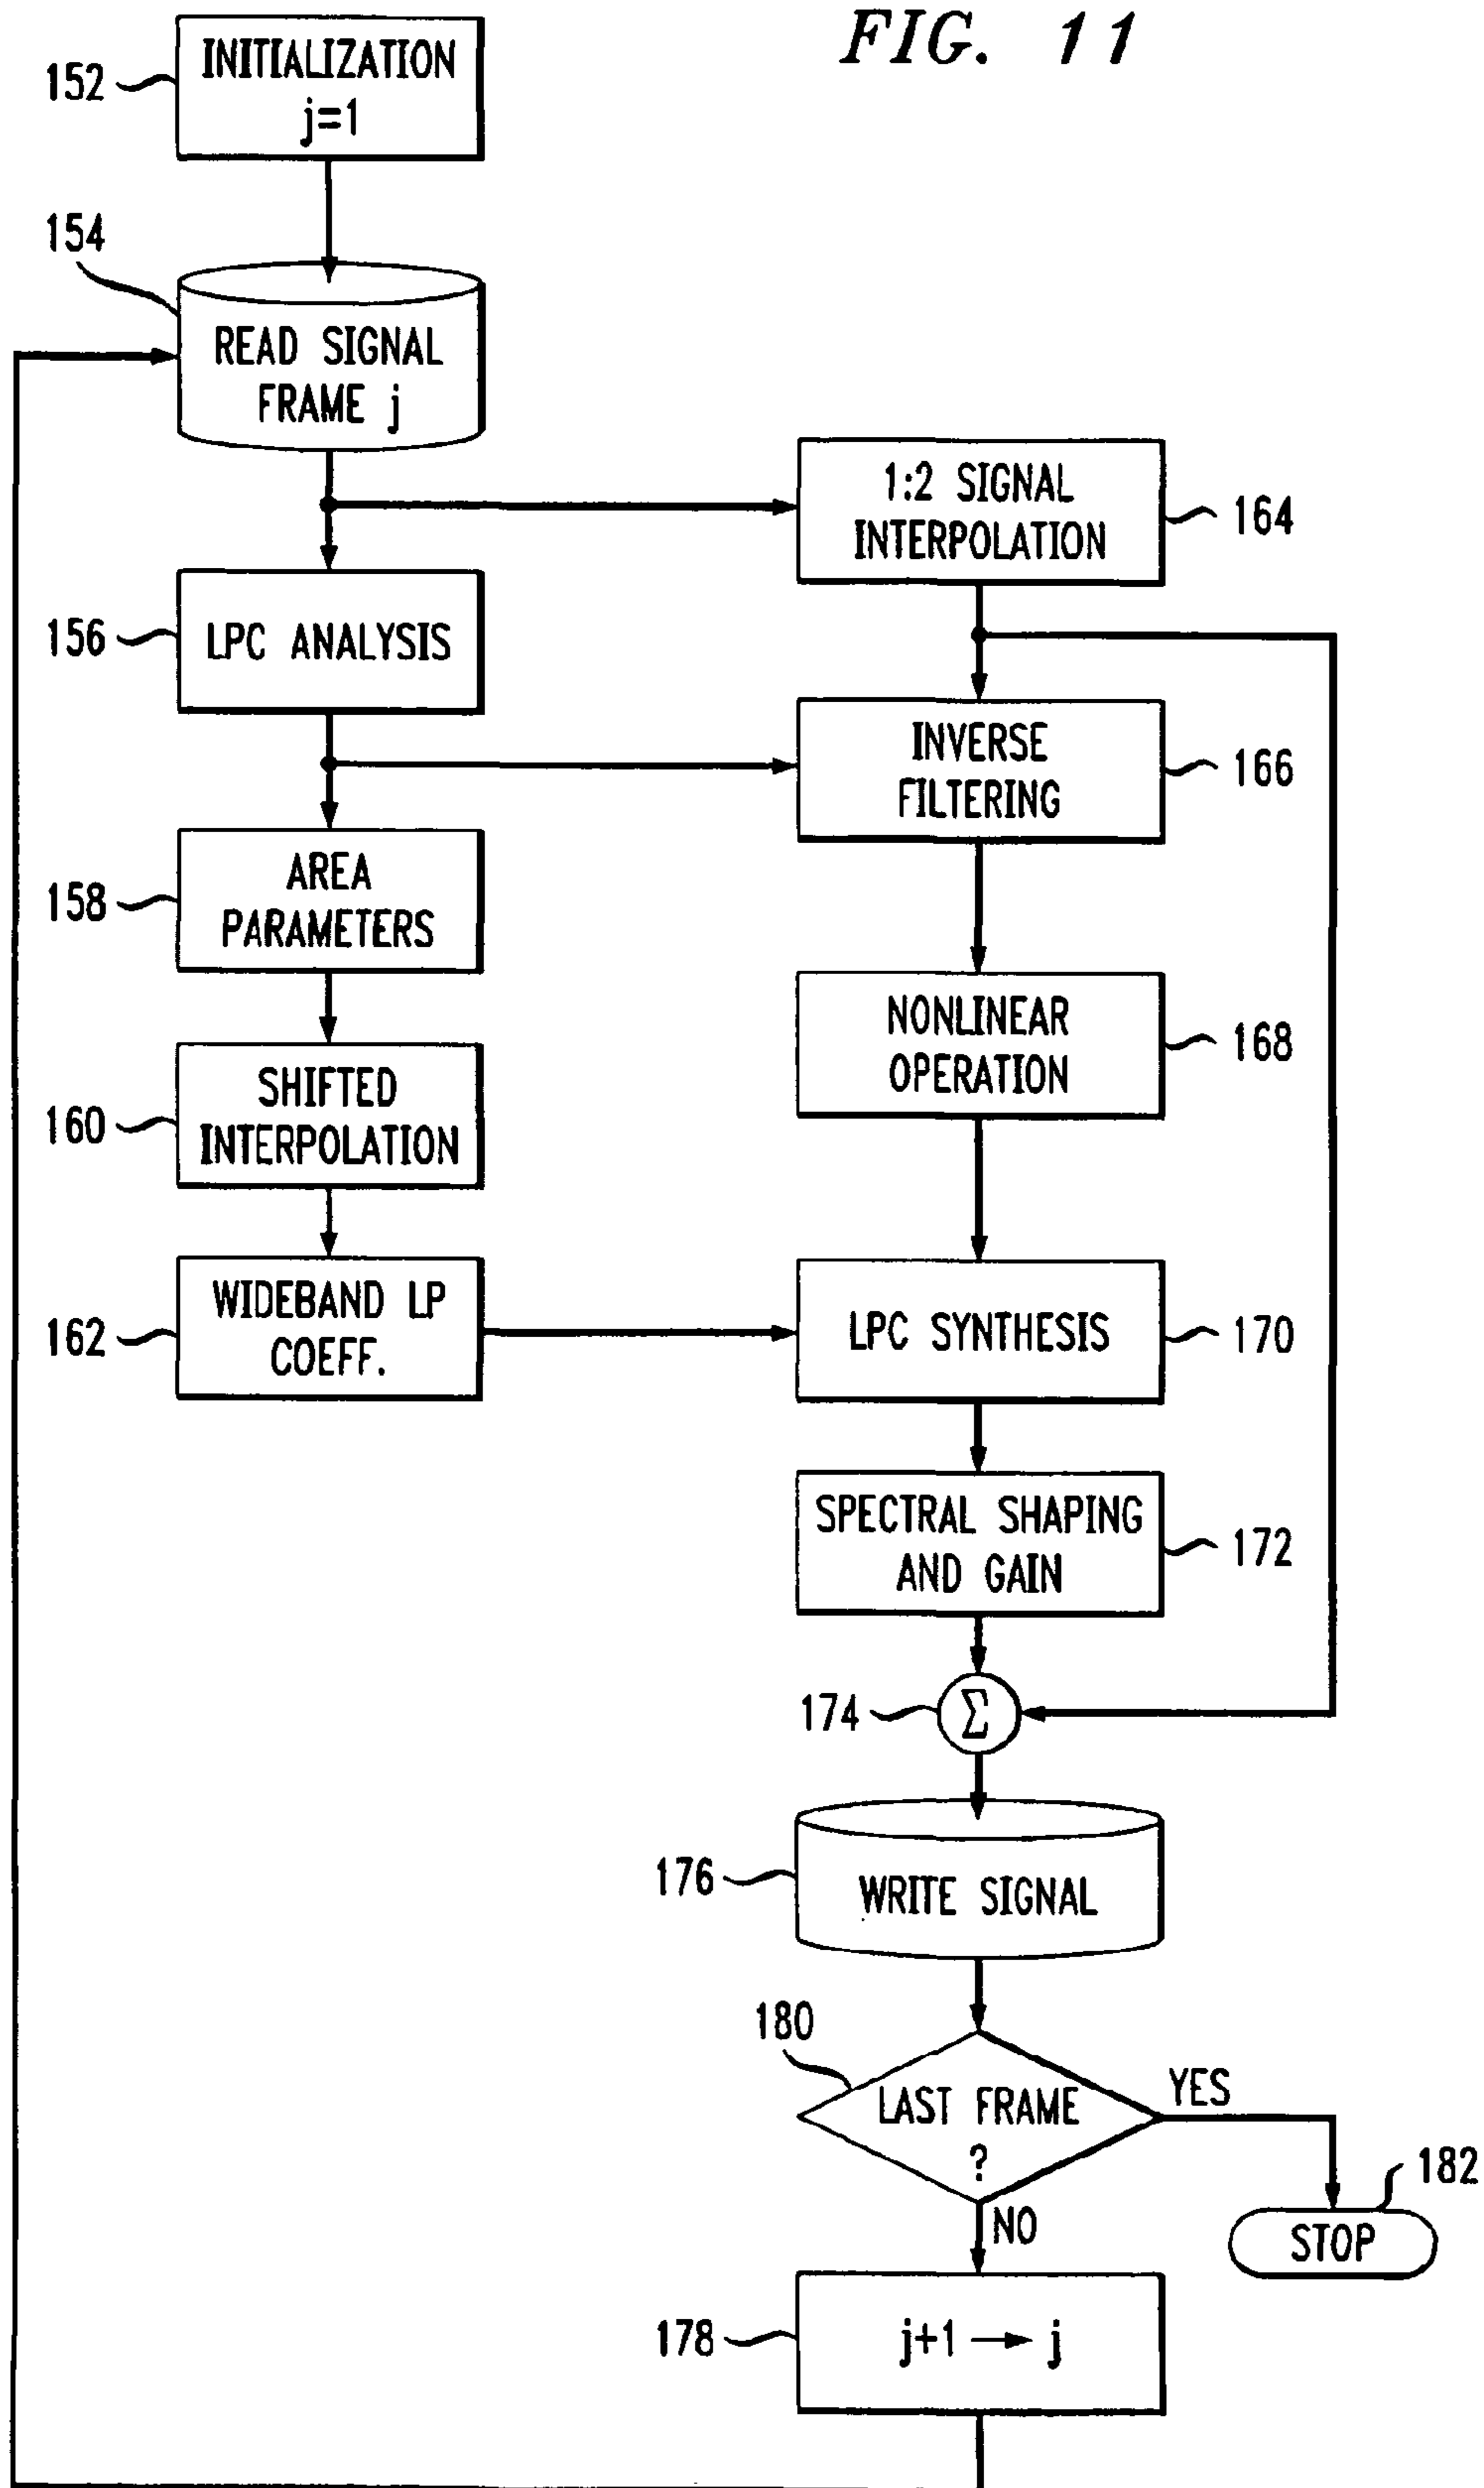 FIG. 11
152
INITIALIZATION
j=1
154
READ SIGNAL
FRAME j
1:2 SIGNAL
INTERPOLATION
164
156
LPC ANALYSIS
INVERSE
FILTERING
166
158
AREA
PARAMETERS
NONLINEAR
OPERATION
168
160
SHIFTED
INTERPOLATION
162
WIDEBAND LP
COEFF.
LPC SYNTHESIS
170
SPECTRAL SHAPING
AND GAIN
172
174
Σ
176
WRITE SIGNAL
180
LAST FRAME
?
YES
182
STOP
NO
178
j+1 → j